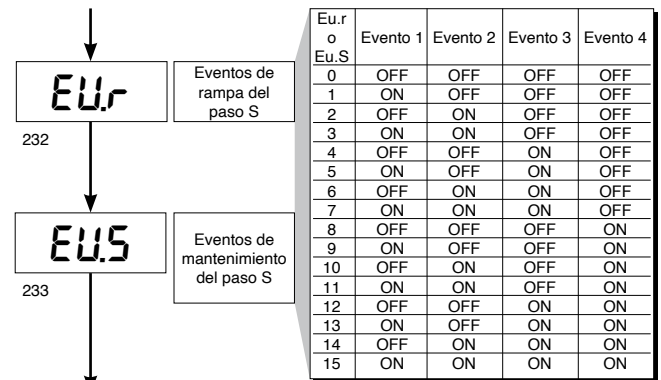 EU.r
Eventos de
rampa del
paso S
232
EU.S
Eventos de
mantenimiento
del paso S
233
Eu.r
o
Eu.S
Evento 1 Evento 2 Evento 3 Evento 4
0 OFF OFF OFF OFF
1 ON OFF OFF OFF
2 OFF ON OFF OFF
3 ON ON OFF OFF
4 OFF OFF ON OFF
5 ON OFF ON OFF
6 OFF ON ON OFF
7 ON ON ON OFF
8 OFF OFF OFF ON
9 ON OFF OFF ON
10 OFF ON OFF ON
11 ON ON OFF ON
12 OFF OFF ON ON
13 ON OFF ON ON
14 OFF ON ON ON
15 ON ON ON ON